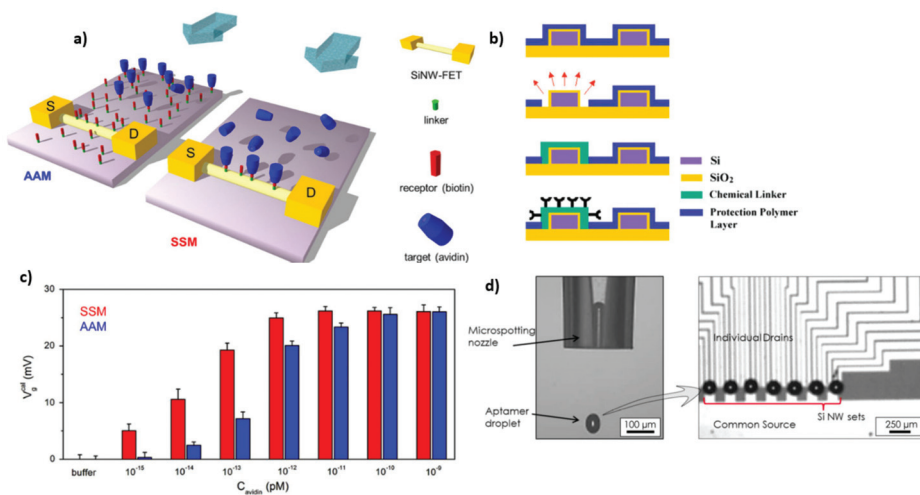 a)
S
D
AAM
S
D
SSM
SiNW-FET
linker
receptor (biotin)
target (avidin)
b)
Si
SiO₂
Chemical Linker
Protection Polymer
Layer
c)
30
20
10
0
V_g^cal (mV)
SSM
AAM
buffer
10⁻¹⁵
10⁻¹⁴
10⁻¹³
10⁻¹²
10⁻¹¹
10⁻¹⁰
10⁻⁹
C_avidin (pM)
d)
Microspotting
nozzle
Aptamer
droplet
100 µm
Individual Drains
Si NW sets
Common Source
250 µm